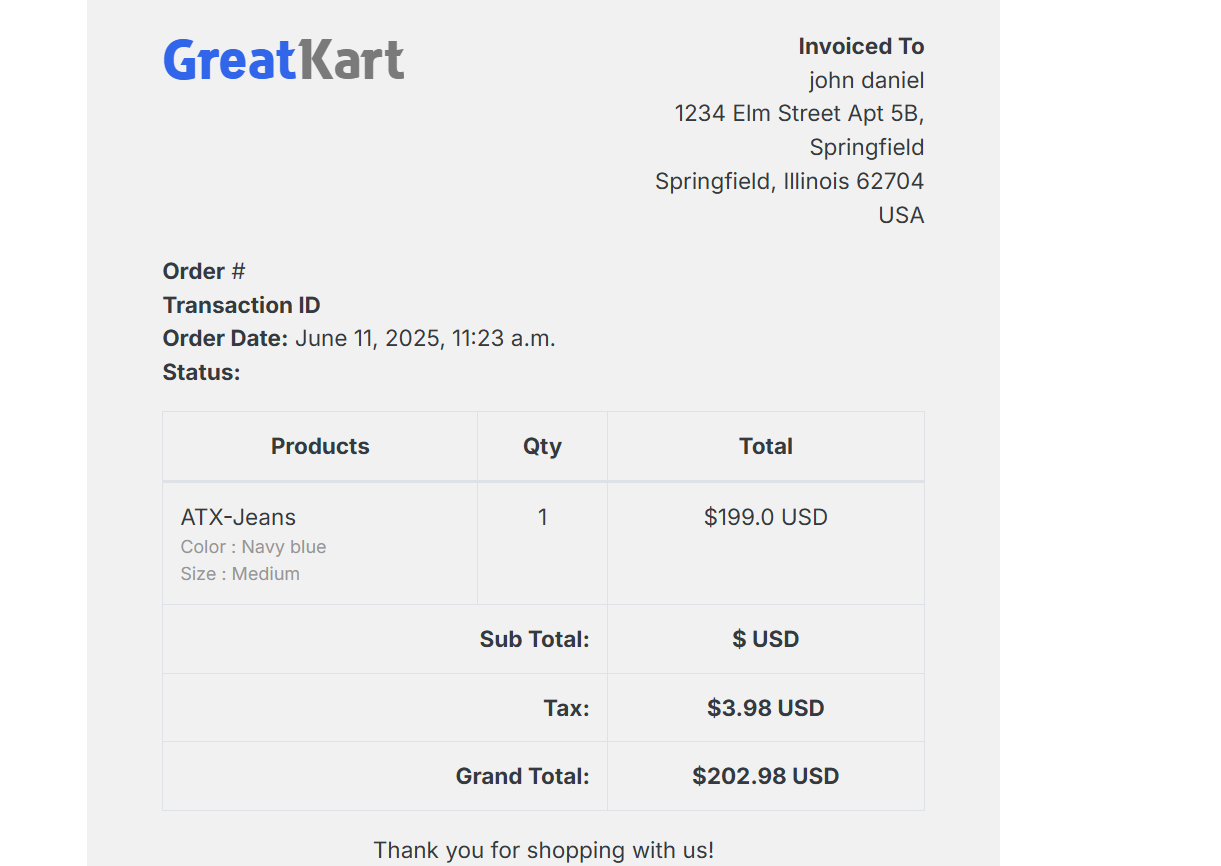 GreatKart
Invoiced To
john daniel
1234 Elm Street Apt 5B,
Springfield
Springfield, Illinois 62704
USA
Order #
Transaction ID
Order Date: June 11, 2025, 11:23 a.m.
Status:
Products Qty Total
ATX-Jeans 1 $199.0 USD
Color : Navy blue
Size : Medium
Sub Total: $ USD
Tax: $3.98 USD
Grand Total: $202.98 USD
Thank you for shopping with us!